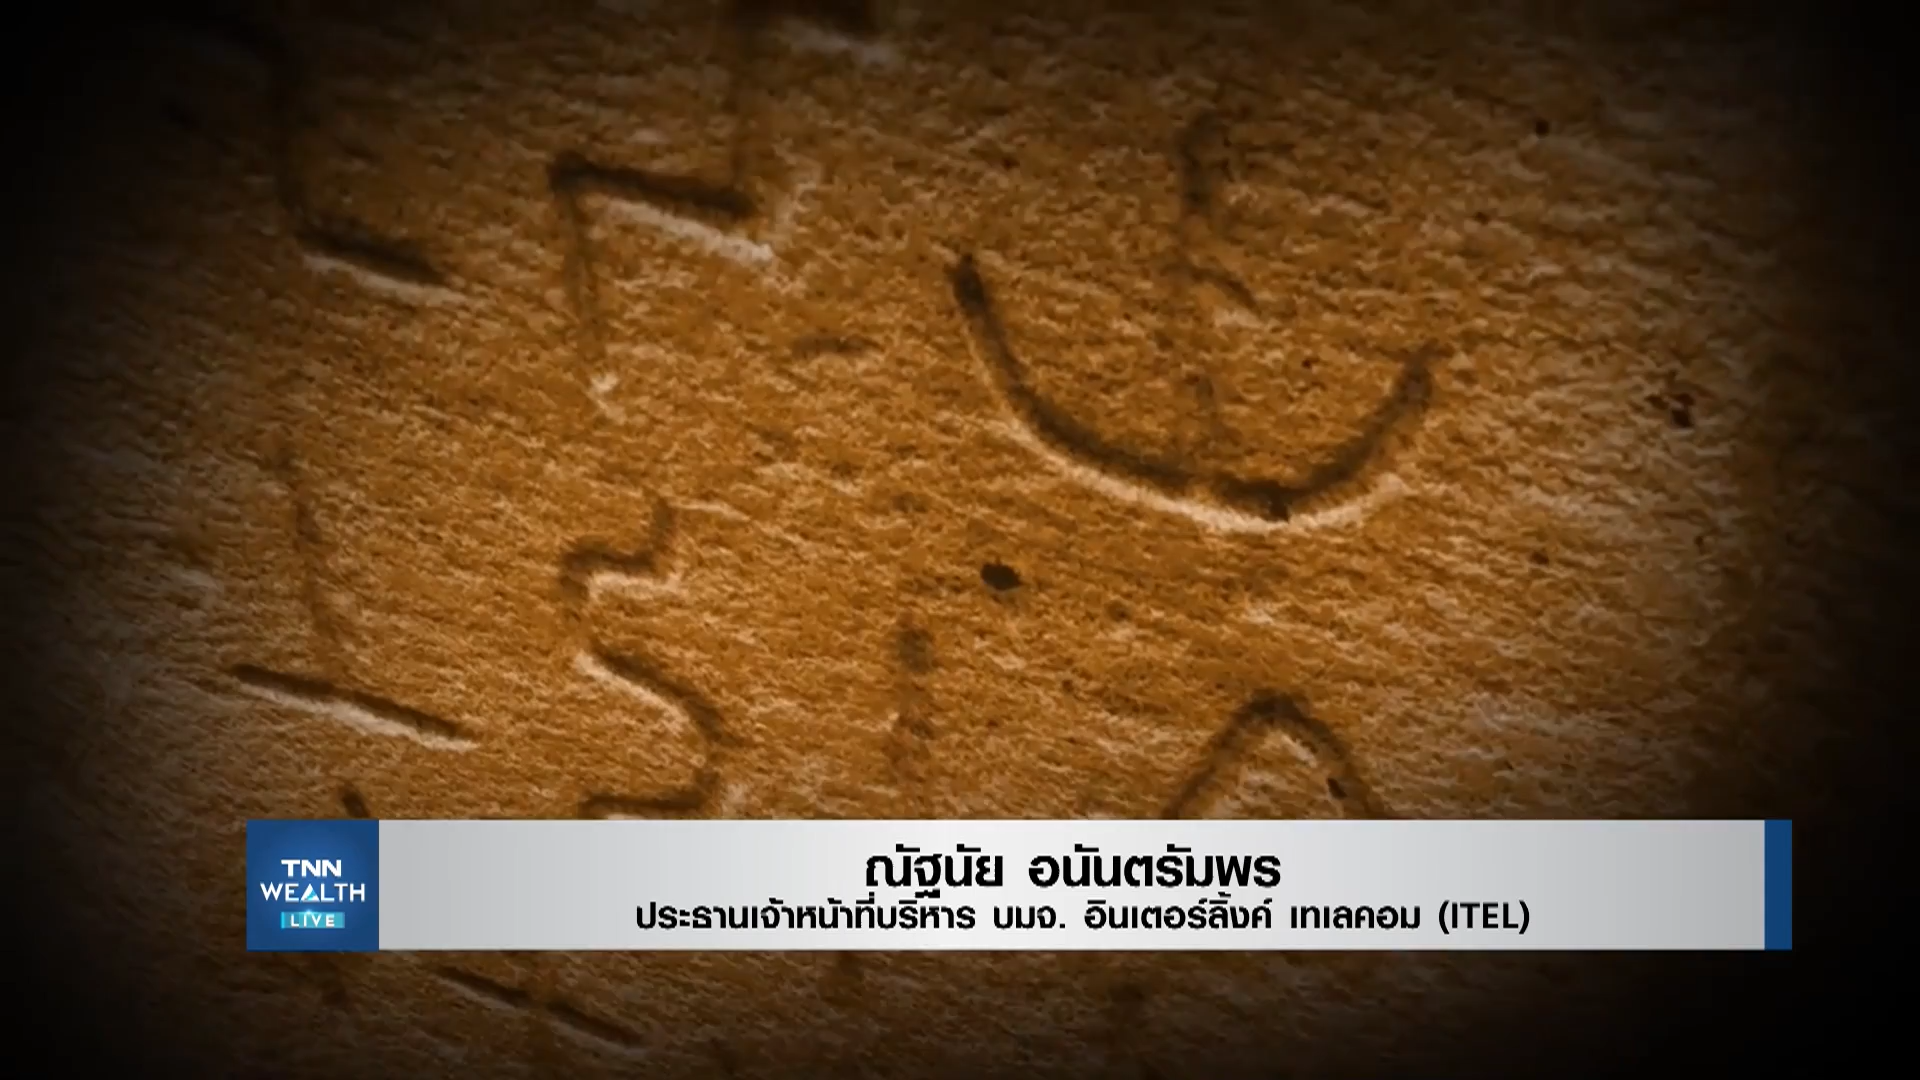 TNN
WEALTH
LIVE
ณัฐนัย อนันตรัมพร
ประธานเจ้าหน้าที่บริหาร บมจ. อินเตอร์ลิ้งค์ เทเลคอม (ITEL)